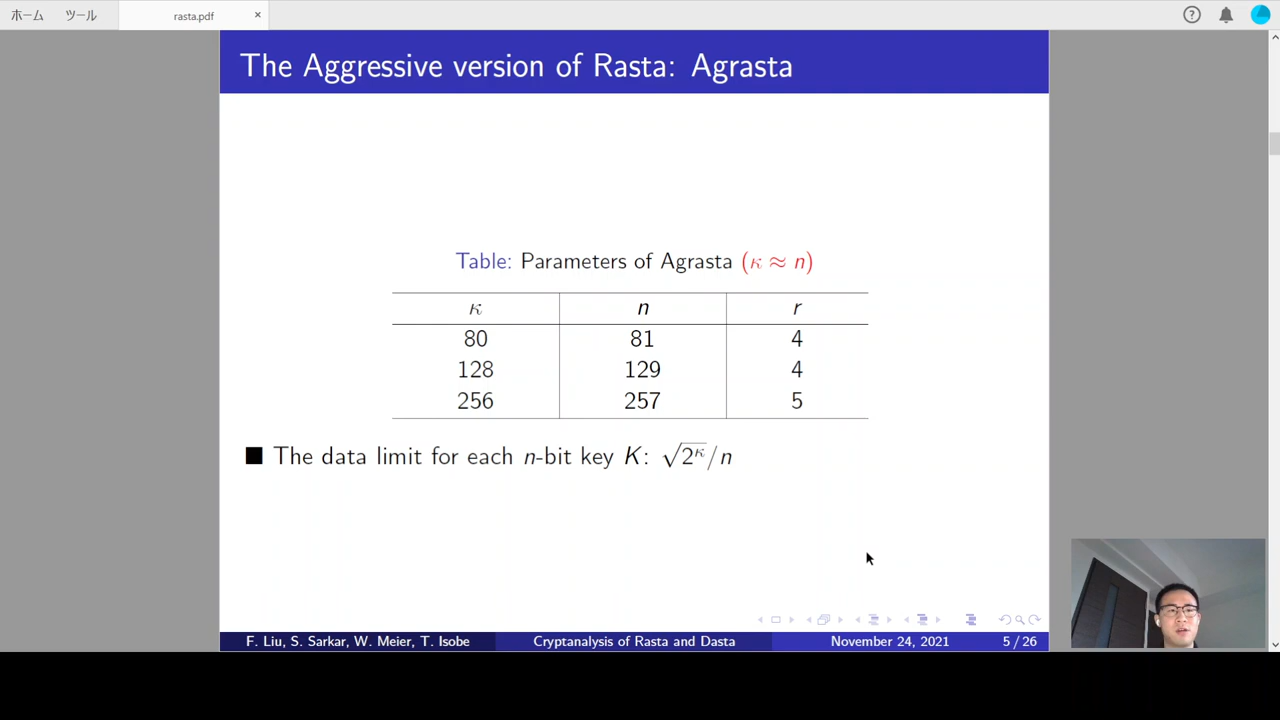 ホーム ツール rasta.pdf ×
The Aggressive version of Rasta: Agrasta
Table: Parameters of Agrasta (κ ≈ n)
κ n r
80 81 4
128 129 4
256 257 5
The data limit for each n-bit key K: √2^κ/n
F. Liu, S. Sarkar, W. Meier, T. Isobe Cryptanalysis of Rasta and Dasta November 24, 2021 5 / 26